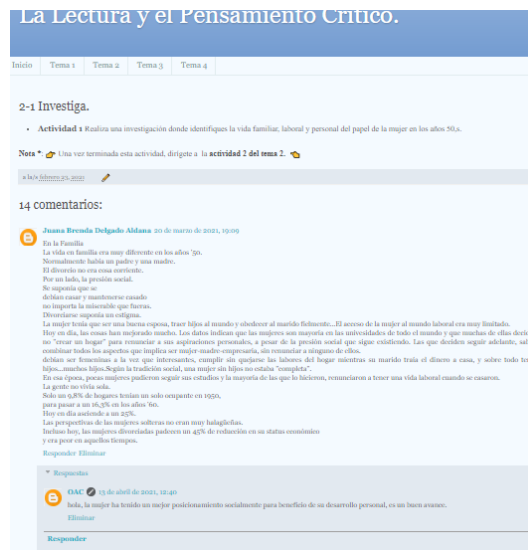 La Lectura y el Pensamiento Crítico.
Inicio Tema 1 Tema 2 Tema 3 Tema 4
2-1 Investiga.
Actividad 1 Realiza una investigación donde identifiques la vida familiar, laboral y personal del papel de la mujer en los años 50,s.
Nota *: Una vez terminada esta actividad, dirígete a la actividad 2 del tema 2.
a la/s febrero 23, 2020
14 comentarios:
Juana Brenda Delgado Aldana 20 de marzo de 2021, 19:09
En la Familia
La vida en familia era muy diferente en los años '50.
Normalmente había un padre y una madre.
El divorcio no era cosa corriente.
Por un lado, la presión social.
Se suponía que se
debían casar y mantenerse casado
no importa lo miserable que fueras.
Divorciarse suponía un estigma.
La mujer tenía que ser una buena esposa, traer hijos al mundo y obedecer al marido fielmente...El acceso de la mujer al mundo laboral era muy limitado.
Hoy en día, las cosas han mejorado mucho. Los datos indican que las mujeres son mayoría en las univesidades de todo el mundo y que muchas de ellas decid
no "crear un hogar" para renunciar a sus aspiraciones personales, a pesar de la presión social que sigue existiendo. Las que deciden seguir adelante, sab
combinar todos los aspectos que implica ser mujer-madre-empresaria, sin renunciar a ninguno de ellos.
debían ser femeninas a la vez que interesantes, cumplir sin quejarse las labores del hogar mientras su marido traía el dinero a casa, y sobre todo ten
hijos...muchos hijos.Según la tradición social, una mujer sin hijos no estaba "completa".
En esa época, pocas mujeres pudieron seguir sus estudios y la mayoría de las que lo hicieron, renunciaron a tener una vida laboral cuando se casaron.
La gente no vivía sola.
Solo un 9,8% de hogares tenían un solo ocupante en 1950,
para pasar a un 16,3% en los años '60.
Hoy en día asciende a un 25%.
Las perspectivas de las mujeres solteras no eran muy halagüeñas.
Incluso hoy, las mujeres divorciadas padecen un 45% de reducción en su status económico
y era peor en aquellos tiempos.
Responder Eliminar
Respuestas
OAC 13 de abril de 2021, 12:40
hola, la mujer ha tenido un mejor posicionamiento socialmente para beneficio de su desarrollo personal, es un buen avance.
Eliminar
Responder